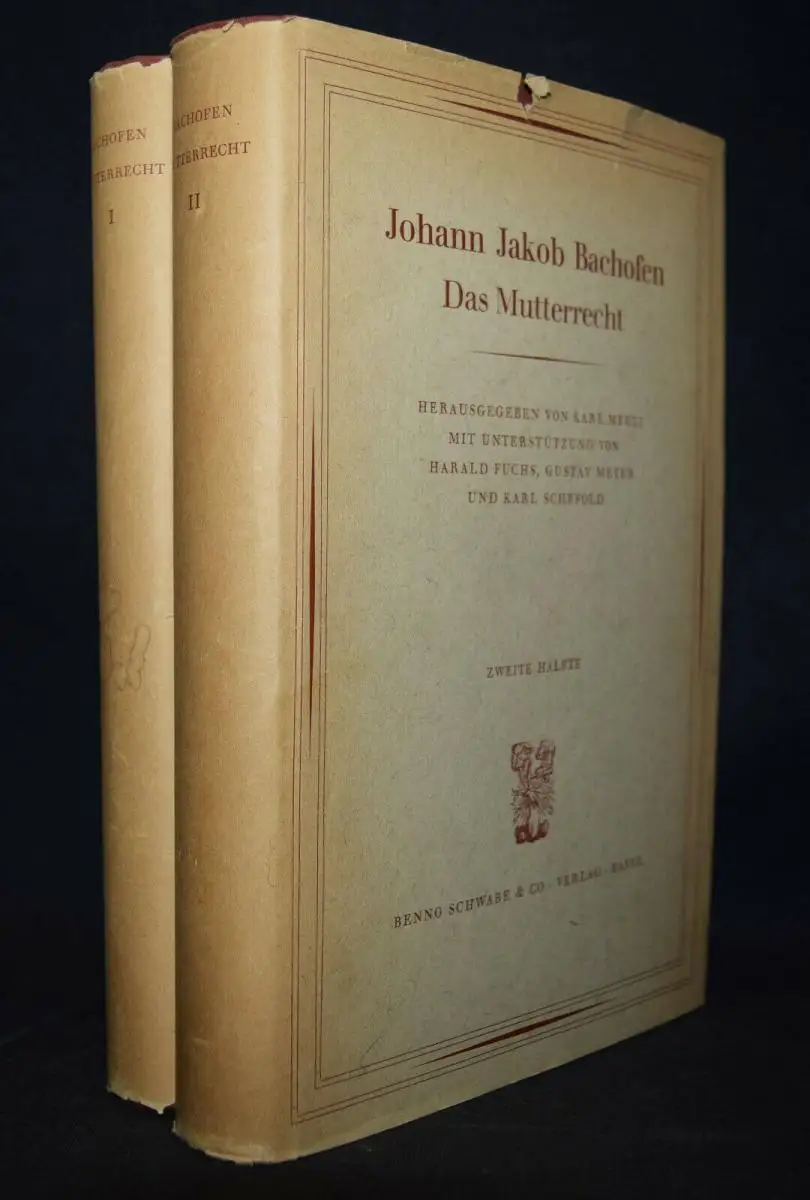 BACHOFEN
MUTTERRECHT
I
BACHOFEN
MUTTERRECHT
II
Johann Jakob Bachofen
Das Mutterrecht
HERAUSGEGEBEN VON KARL MEULI
MIT UNTERSTÜTZUNG VON
HARALD FUCHS, GUSTAV MEYER
UND KARL SCHEFOLD
ZWEITE HÄLFTE
BENNO SCHWABE & CO · VERLAG · BASEL